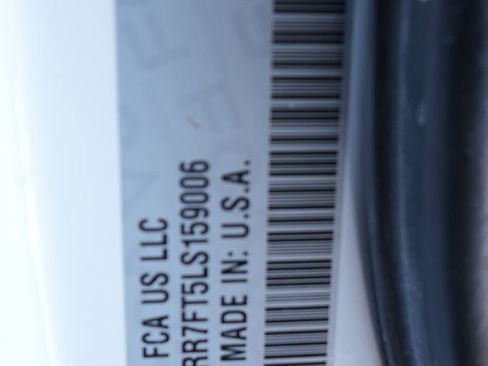 FCA US LLC
RR7FT5LS159006
MADE IN: U.S.A.